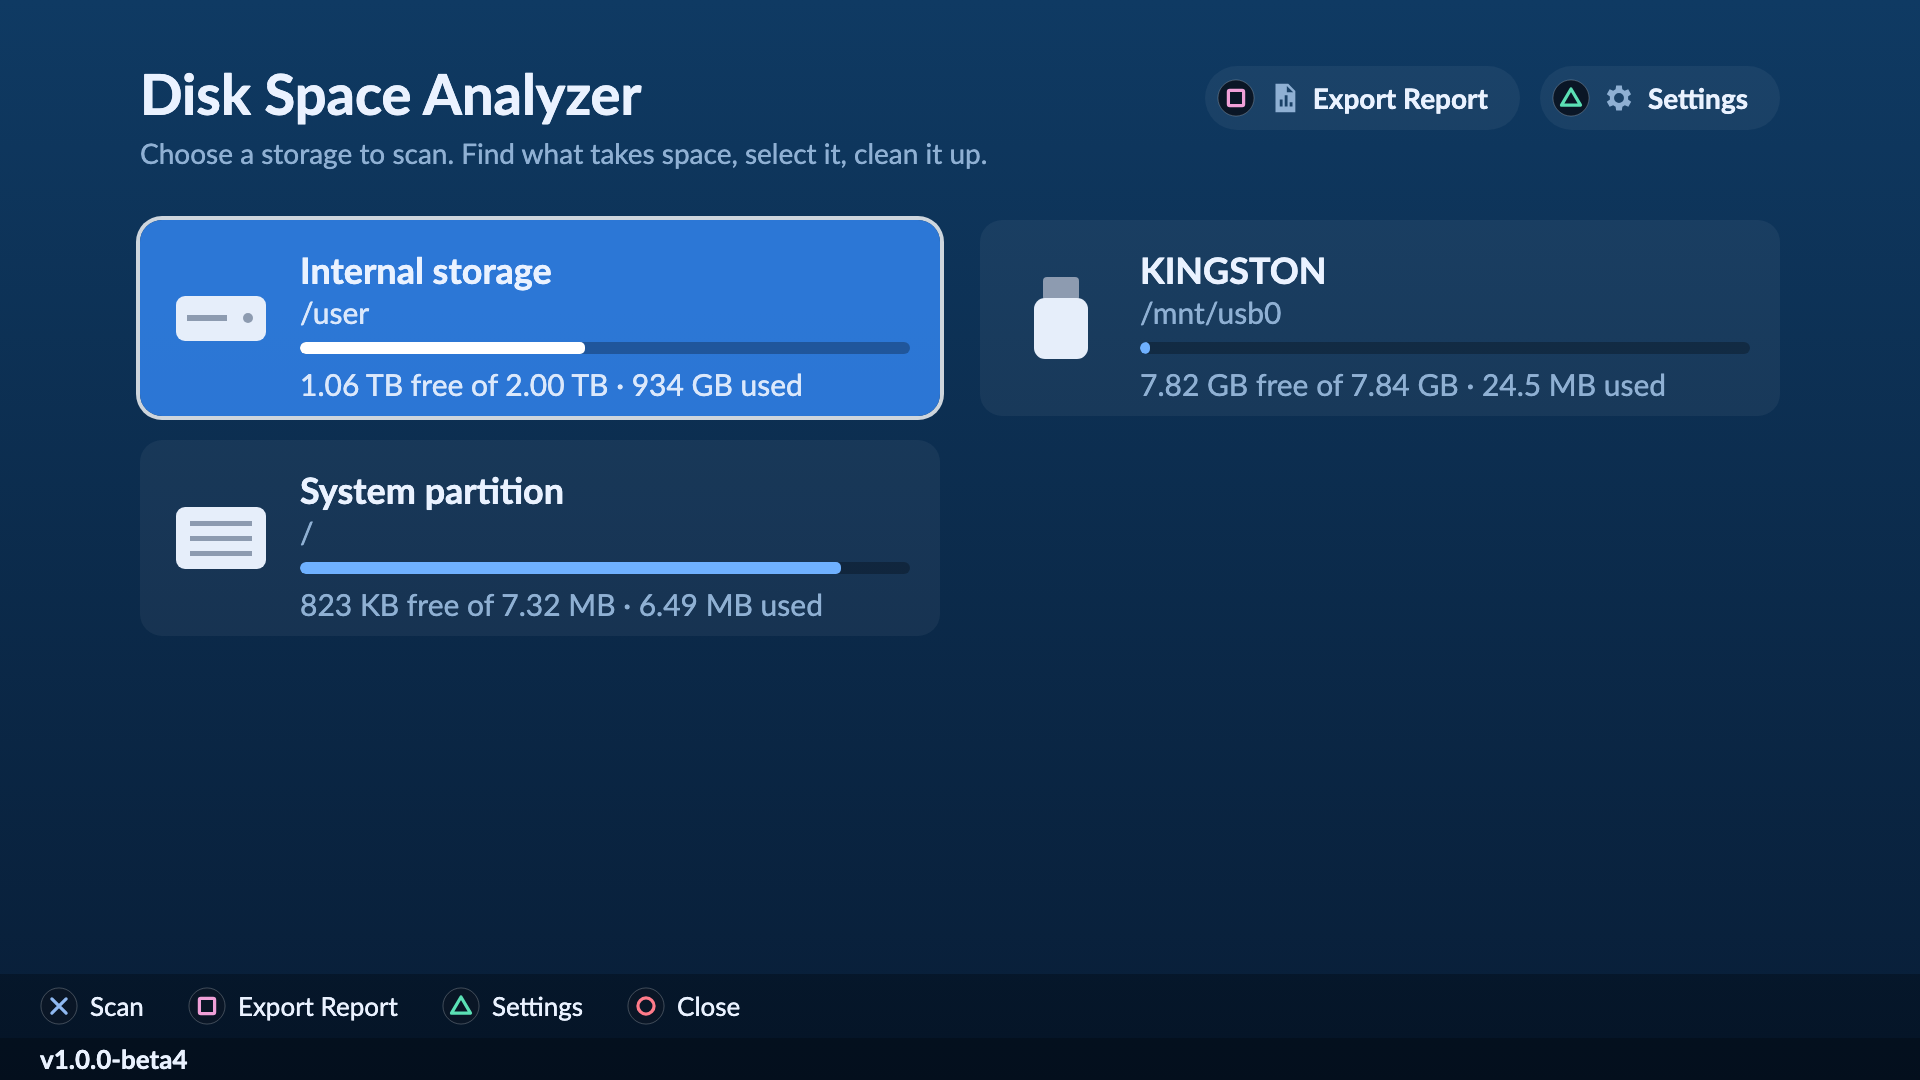 Disk Space Analyzer
Choose a storage to scan. Find what takes space, select it, clean it up.
Export Report
Settings
Internal storage
/user
1.06 TB free of 2.00 TB · 934 GB used
KINGSTON
/mnt/usb0
7.82 GB free of 7.84 GB · 24.5 MB used
System partition
/
823 KB free of 7.32 MB · 6.49 MB used
Scan
Export Report
Settings
Close
v1.0.0-beta4